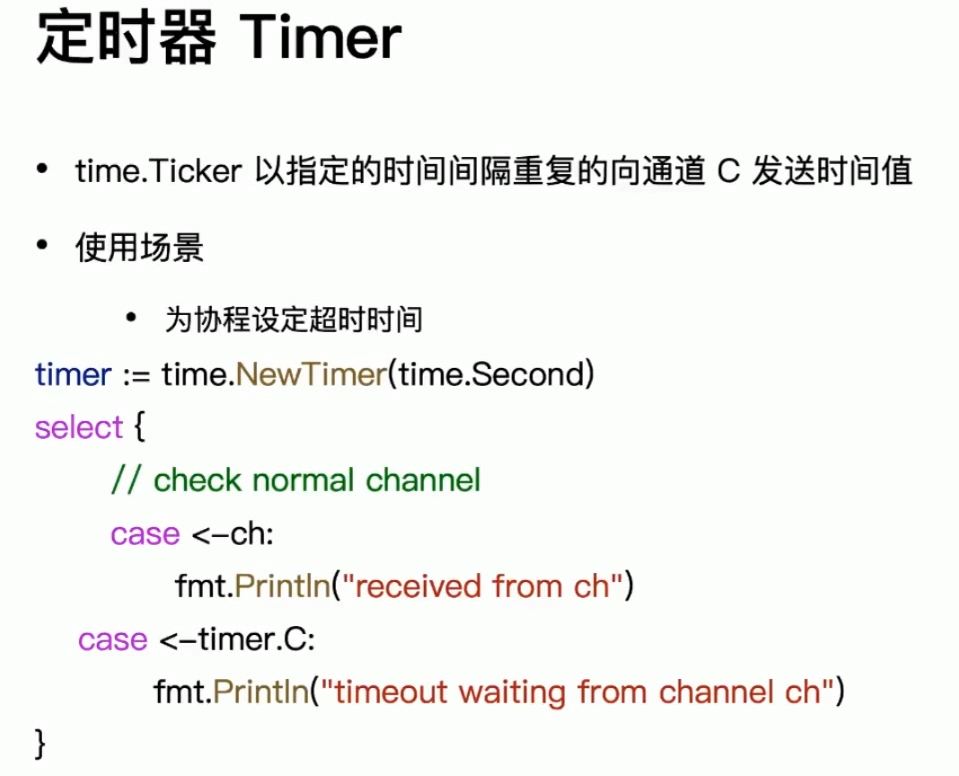 定时器 Timer
• time.Ticker 以指定的时间间隔重复的向通道 C 发送时间值
• 使用场景
• 为协程设定超时时间
timer := time.NewTimer(time.Second)
select {
// check normal channel
case <-ch:
fmt.Println("received from ch")
case <-timer.C:
fmt.Println("timeout waiting from channel ch")
}